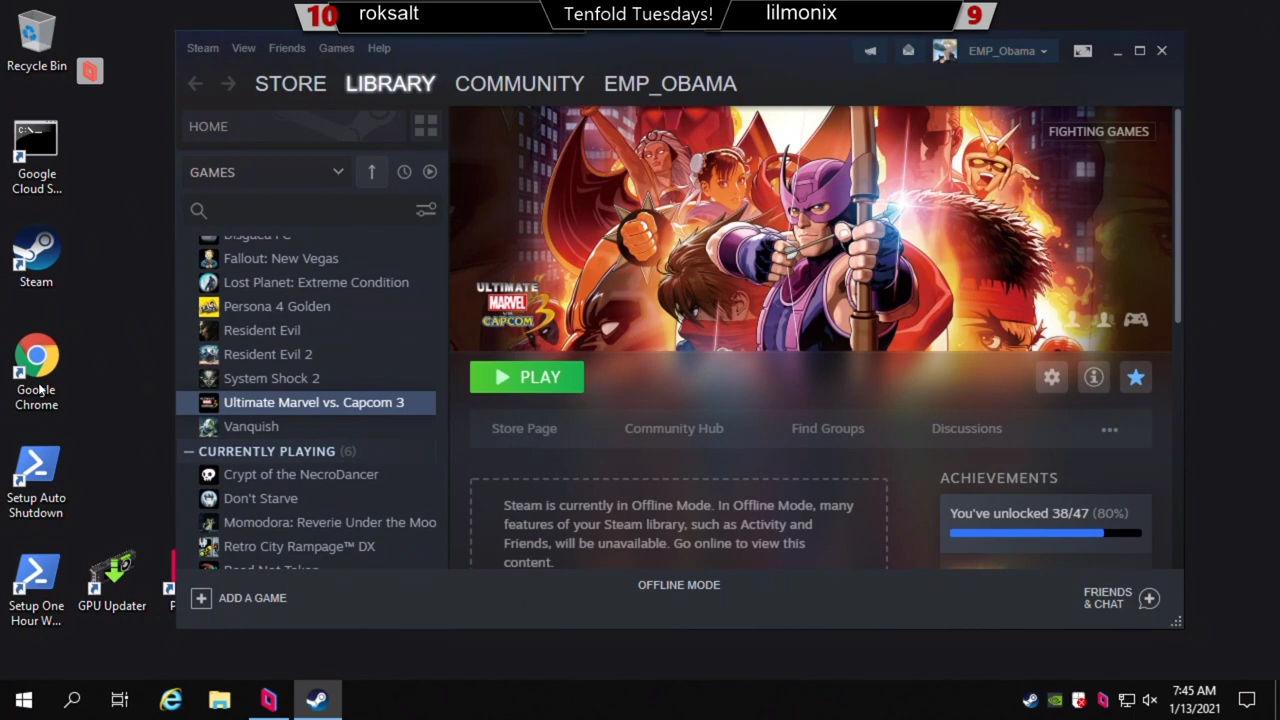 10 roksalt Tenfold Tuesdays! lilmonix 9
Recycle Bin
Google
Cloud S...
Steam
Google
Chrome
Setup Auto
Shutdown
Setup One
Hour W...
GPU Updater
P
Steam View Friends Games Help
EMP_Obama
STORE LIBRARY COMMUNITY EMP_OBAMA
HOME
GAMES
Disgaea PC
Fallout: New Vegas
Lost Planet: Extreme Condition
Persona 4 Golden
Resident Evil
Resident Evil 2
System Shock 2
Ultimate Marvel vs. Capcom 3
Vanquish
— CURRENTLY PLAYING (6)
Crypt of the NecroDancer
Don't Starve
Momodora: Reverie Under the Moo
Retro City Rampage™ DX
Read Not Taken
ADD A GAME
FIGHTING GAMES
ULTIMATE
MARVEL
VS.
CAPCOM 3
PLAY
Store Page Community Hub Find Groups Discussions
Steam is currently in Offline Mode. In Offline Mode, many
features of your Steam library, such as Activity and
Friends, will be unavailable. Go online to view this
content.
ACHIEVEMENTS
You've unlocked 38/47 (80%)
OFFLINE MODE
FRIENDS
& CHAT
7:45 AM
1/13/2021